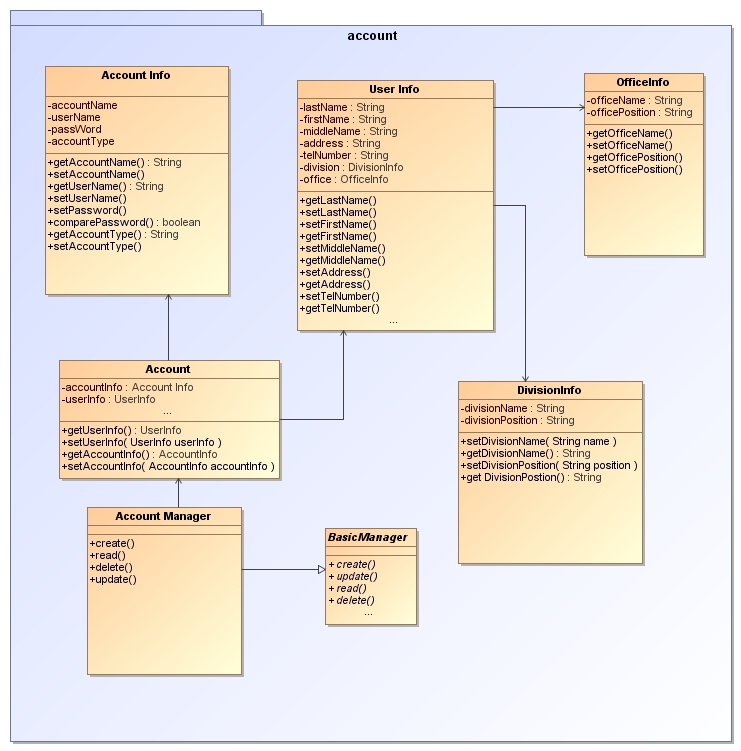 account
Account Info
-accountName
-userName
-passWord
-accountType
+getAccountName() : String
+setAccountName()
+getUserName() : String
+setUserName()
+setPassword()
+comparePassword() : boolean
+getAccountType() : String
+setAccountType()
User Info
-lastName : String
-firstName : String
-middleName : String
-address : String
-telNumber : String
-division : DivisionInfo
-office : OfficeInfo
+getLastName()
+setLastName()
+setFirstName()
+getFirstName()
+setMiddleName()
+getMiddleName()
+setAddress()
+getAddress()
+setTelNumber()
+getTelNumber()
...
OfficeInfo
-officeName : String
-officePosition : String
+getOfficeName()
+setOfficeName()
+getOfficePosition()
+setOfficePosition()
Account
-accountInfo : Account Info
-userInfo : UserInfo
...
+getUserInfo() : UserInfo
+setUserInfo( UserInfo userInfo )
+getAccountInfo() : AccountInfo
+setAccountInfo( AccountInfo accountInfo )
DivisionInfo
-divisionName : String
-divisionPosition : String
+setDivisionName( String name )
+getDivisionName() : String
+setDivisionPosition( String position )
+get DivisionPostion() : String
Account Manager
+create()
+read()
+delete()
+update()
BasicManager
+ create()
+ update()
+ read()
+ delete()
...